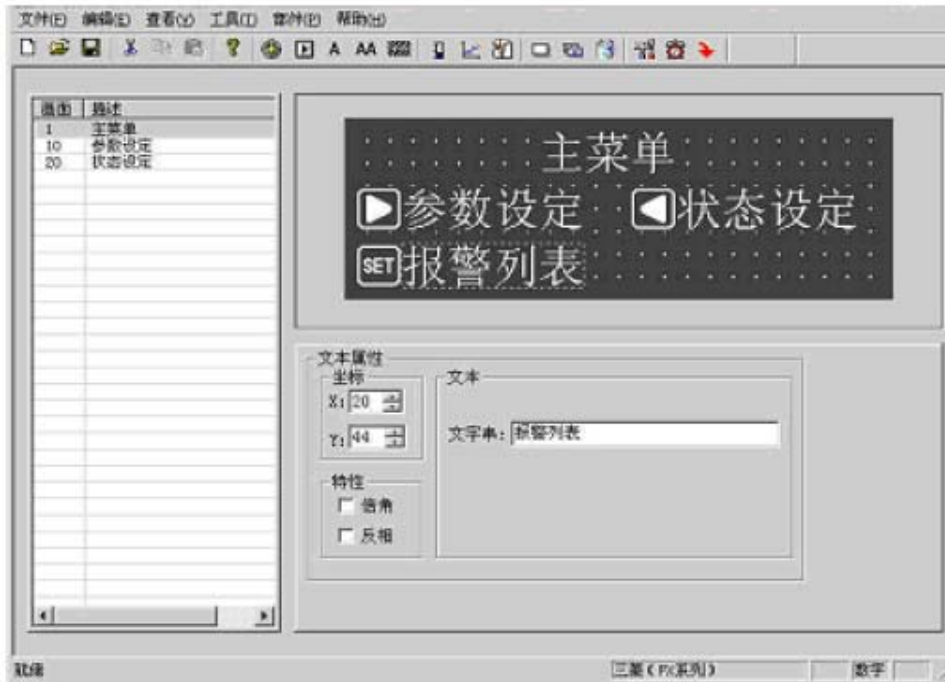 文件(F) 编辑(E) 查看(V) 工具(T) 部件(P) 帮助(H)
A AA
画面 描述
1 主菜单
10 参数设定
20 状态设定
主菜单
参数设定 状态设定
SET 报警列表
文本属性
坐标
X: 20
Y: 44
特性
倍角
反相
文本
文字串: 报警列表
就绪
三菱(FX系列)
数字